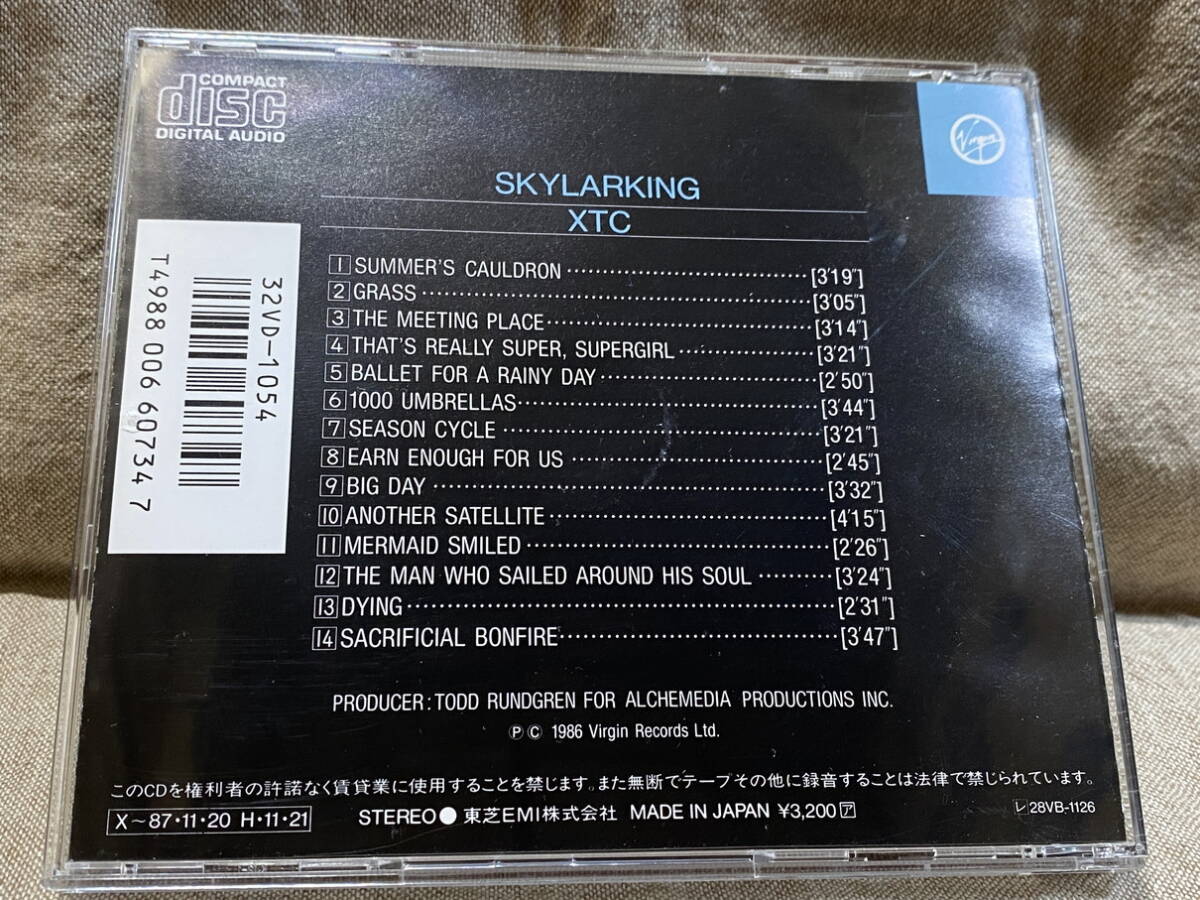 COMPACT
disc
DIGITAL AUDIO
Virgin
SKYLARKING
XTC
1 SUMMER'S CAULDRON [3'19"]
2 GRASS [3'05"]
3 THE MEETING PLACE [3'14"]
4 THAT'S REALLY SUPER, SUPERGIRL [3'21"]
5 BALLET FOR A RAINY DAY [2'50"]
6 1000 UMBRELLAS [3'44"]
7 SEASON CYCLE [3'21"]
8 EARN ENOUGH FOR US [2'45"]
9 BIG DAY [3'32"]
10 ANOTHER SATELLITE [4'15"]
11 MERMAID SMILED [2'26"]
12 THE MAN WHO SAILED AROUND HIS SOUL [3'24"]
13 DYING [2'31"]
14 SACRIFICIAL BONFIRE [3'47"]
32VD-1054
T4988 006 60734 7
PRODUCER: TODD RUNDGREN FOR ALCHEMEDIA PRODUCTIONS INC.
Ⓟ© 1986 Virgin Records Ltd.
このCDを権利者の許諾なく賃貸業に使用することを禁じます。また無断でテープその他に録音することは法律で禁じられています。
X~87・11・20 H・11・21
STEREO● 東芝EMI株式会社 MADE IN JAPAN ¥3,200 ア
レ 28VB-1126